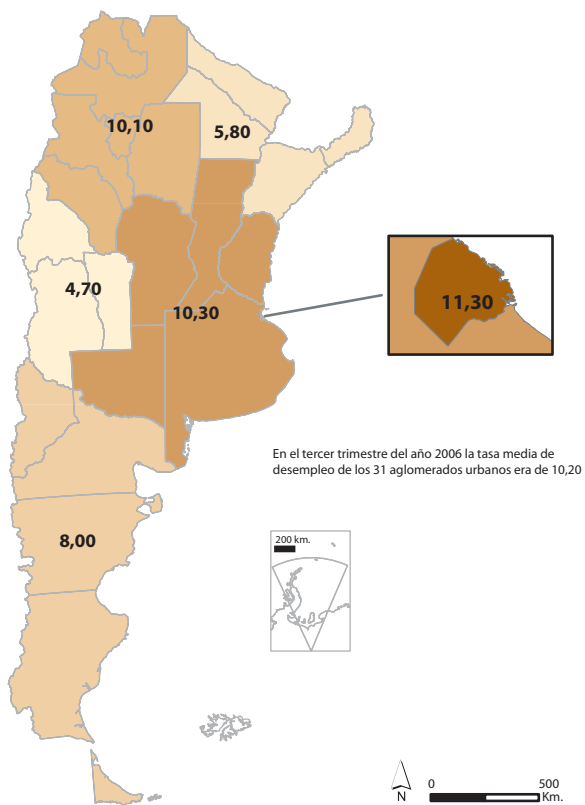 10,10
5,80
4,70
10,30
11,30
En el tercer trimestre del año 2006 la tasa media de
desempleo de los 31 aglomerados urbanos era de 10,20
8,00
200 km.
N
0 500
Km.